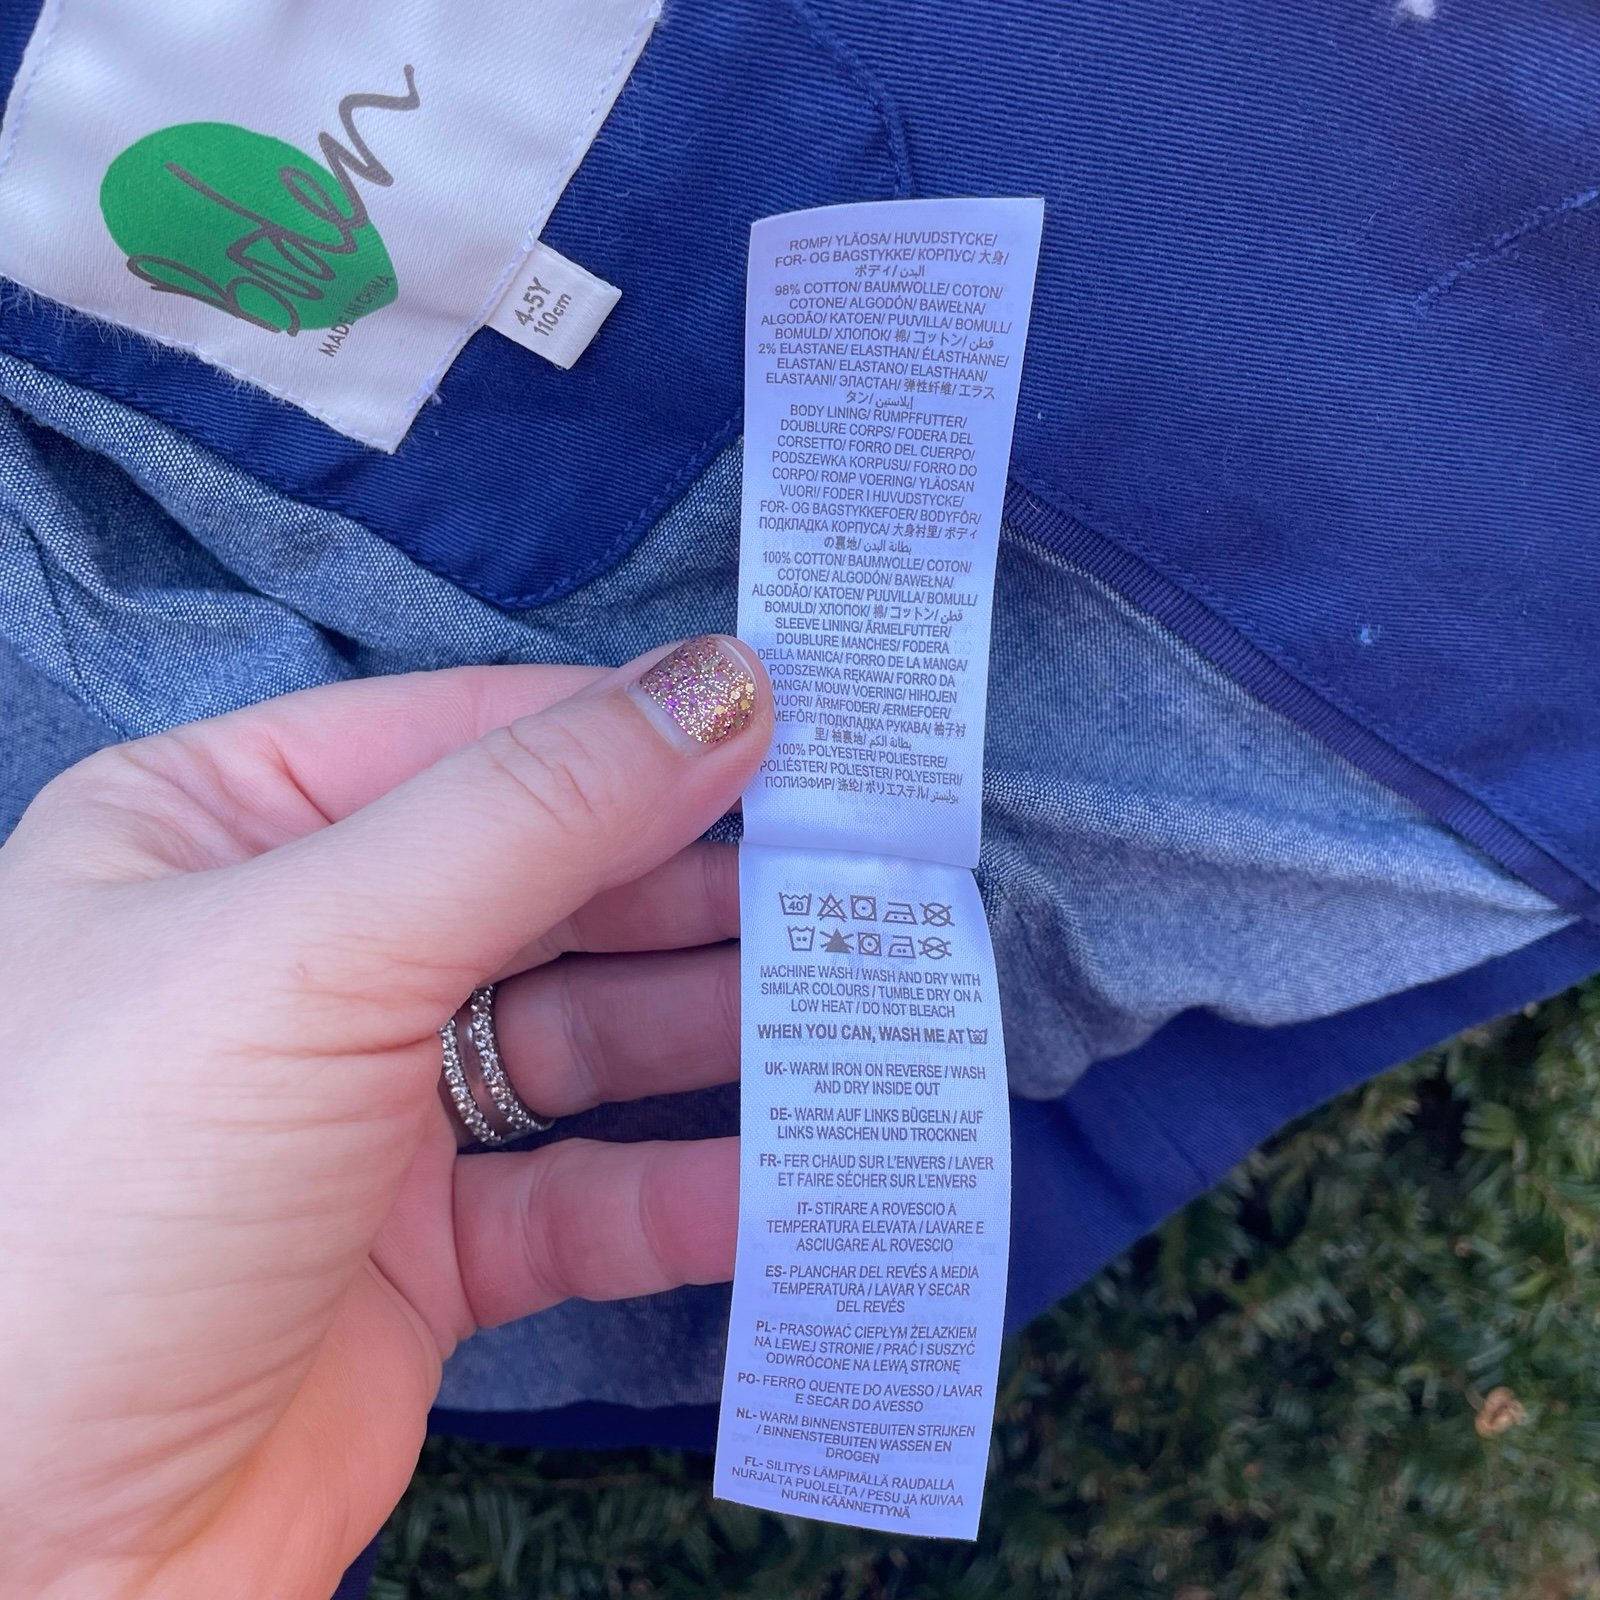 Boden
MADE IN CHINA
4-5Y
110cm
ROMP/ YLÄOSA/ HUVUDSTYCKE/
FOR- OG BAGSTYKKE/ КОРПУС/ 大身/
ボディ/ البدن
98% COTTON/ BAUMWOLLE/ COTON/
COTONE/ ALGODÓN/ BAWEŁNA/
ALGODÃO/ KATOEN/ PUUVILLA/ BOMULL/
BOMULD/ ХЛОПОК/ 棉/ コットン/ قطن
2% ELASTANE/ ELASTHAN/ ÉLASTHANNE/
ELASTAN/ ELASTANO/ ELASTHAAN/
ELASTAANI/ ЭЛАСТАН/ 弹性纤维/ エラス
タン/ إيلاستين
BODY LINING/ RUMPFFUTTER/
DOUBLURE CORPS/ FODERA DEL
CORSETTO/ FORRO DEL CUERPO/
PODSZEWKA KORPUSU/ FORRO DO
CORPO/ ROMP VOERING/ YLÄOSAN
VUORI/ FODER I HUVUDSTYCKE/
FOR- OG BAGSTYKKEFOER/ BODYFÔR/
ПОДКЛАДКА КОРПУСА/ 大身衬里/ ボディ
の裏地/ بطانة البدن
100% COTTON/ BAUMWOLLE/ COTON/
COTONE/ ALGODÓN/ BAWEŁNA/
ALGODÃO/ KATOEN/ PUUVILLA/ BOMULL/
BOMULD/ ХЛОПОК/ 棉/ コットン/ قطن
SLEEVE LINING/ ÄRMELFUTTER/
DOUBLURE MANCHES/ FODERA
DELLA MANICA/ FORRO DE LA MANGA/
PODSZEWKA RĘKAWA/ FORRO DA
MANGA/ MOUW VOERING/ HIHOJEN
VUORI/ ÄRMFODER/ ÆRMEFOER/
MEFÔR/ ПОДКЛАДКА РУКАВА/ 袖子衬
里/ 袖裏地/ بطانة الكم
100% POLYESTER/ POLIESTERE/
POLIÉSTER/ POLIESTER/ POLYESTERI/
ПОЛИЭФИР/ 涤纶/ ポリエステル/ بوليستر
40
MACHINE WASH / WASH AND DRY WITH
SIMILAR COLOURS / TUMBLE DRY ON A
LOW HEAT / DO NOT BLEACH
WHEN YOU CAN, WASH ME AT 30
UK- WARM IRON ON REVERSE / WASH
AND DRY INSIDE OUT
DE- WARM AUF LINKS BÜGELN / AUF
LINKS WASCHEN UND TROCKNEN
FR- FER CHAUD SUR L'ENVERS / LAVER
ET FAIRE SÉCHER SUR L'ENVERS
IT- STIRARE A ROVESCIO A
TEMPERATURA ELEVATA / LAVARE E
ASCIUGARE AL ROVESCIO
ES- PLANCHAR DEL REVÉS A MEDIA
TEMPERATURA / LAVAR Y SECAR
DEL REVÉS
PL- PRASOWAĆ CIEPŁYM ŻELAZKIEM
NA LEWEJ STRONIE / PRAĆ I SUSZYĆ
ODWRÓCONE NA LEWĄ STRONĘ
PO- FERRO QUENTE DO AVESSO / LAVAR
E SECAR DO AVESSO
NL- WARM BINNENSTEBUITEN STRIJKEN
/ BINNENSTEBUITEN WASSEN EN
DROGEN
FL- SILITYS LÄMPIMÄLLÄ RAUDALLA
NURJALTA PUOLELTA / PESU JA KUIVAA
NURIN KÄÄNNETTYNÄ